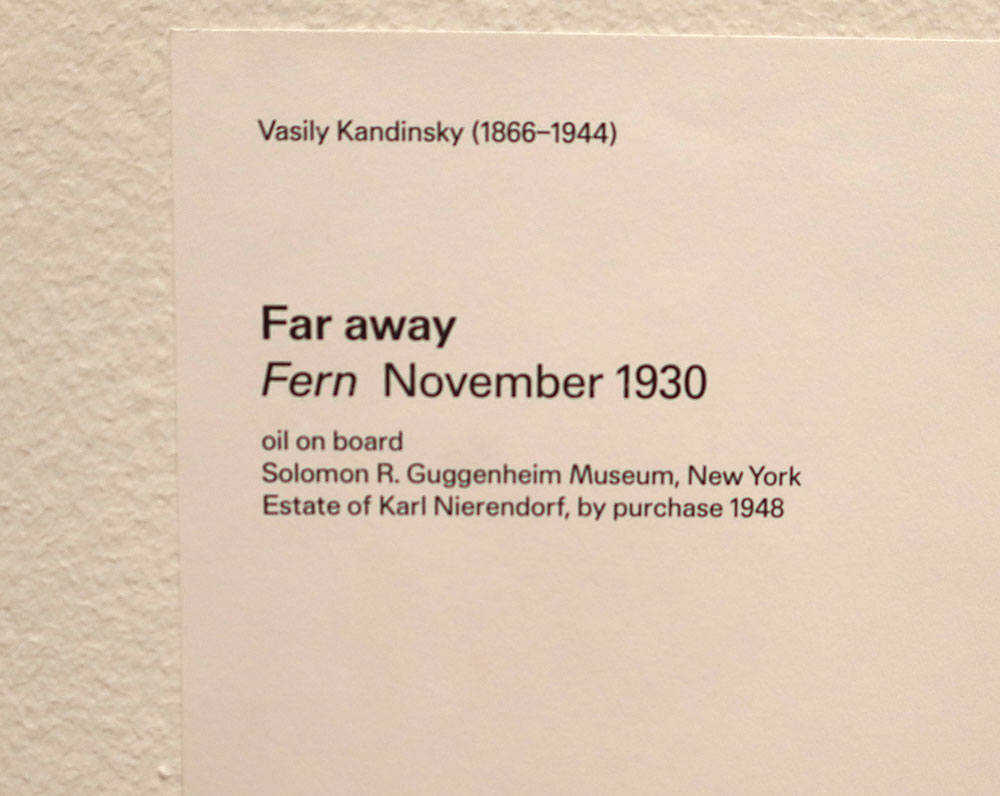 Vasily Kandinsky (1866–1944)
Far away
Fern November 1930
oil on board
Solomon R. Guggenheim Museum, New York
Estate of Karl Nierendorf, by purchase 1948